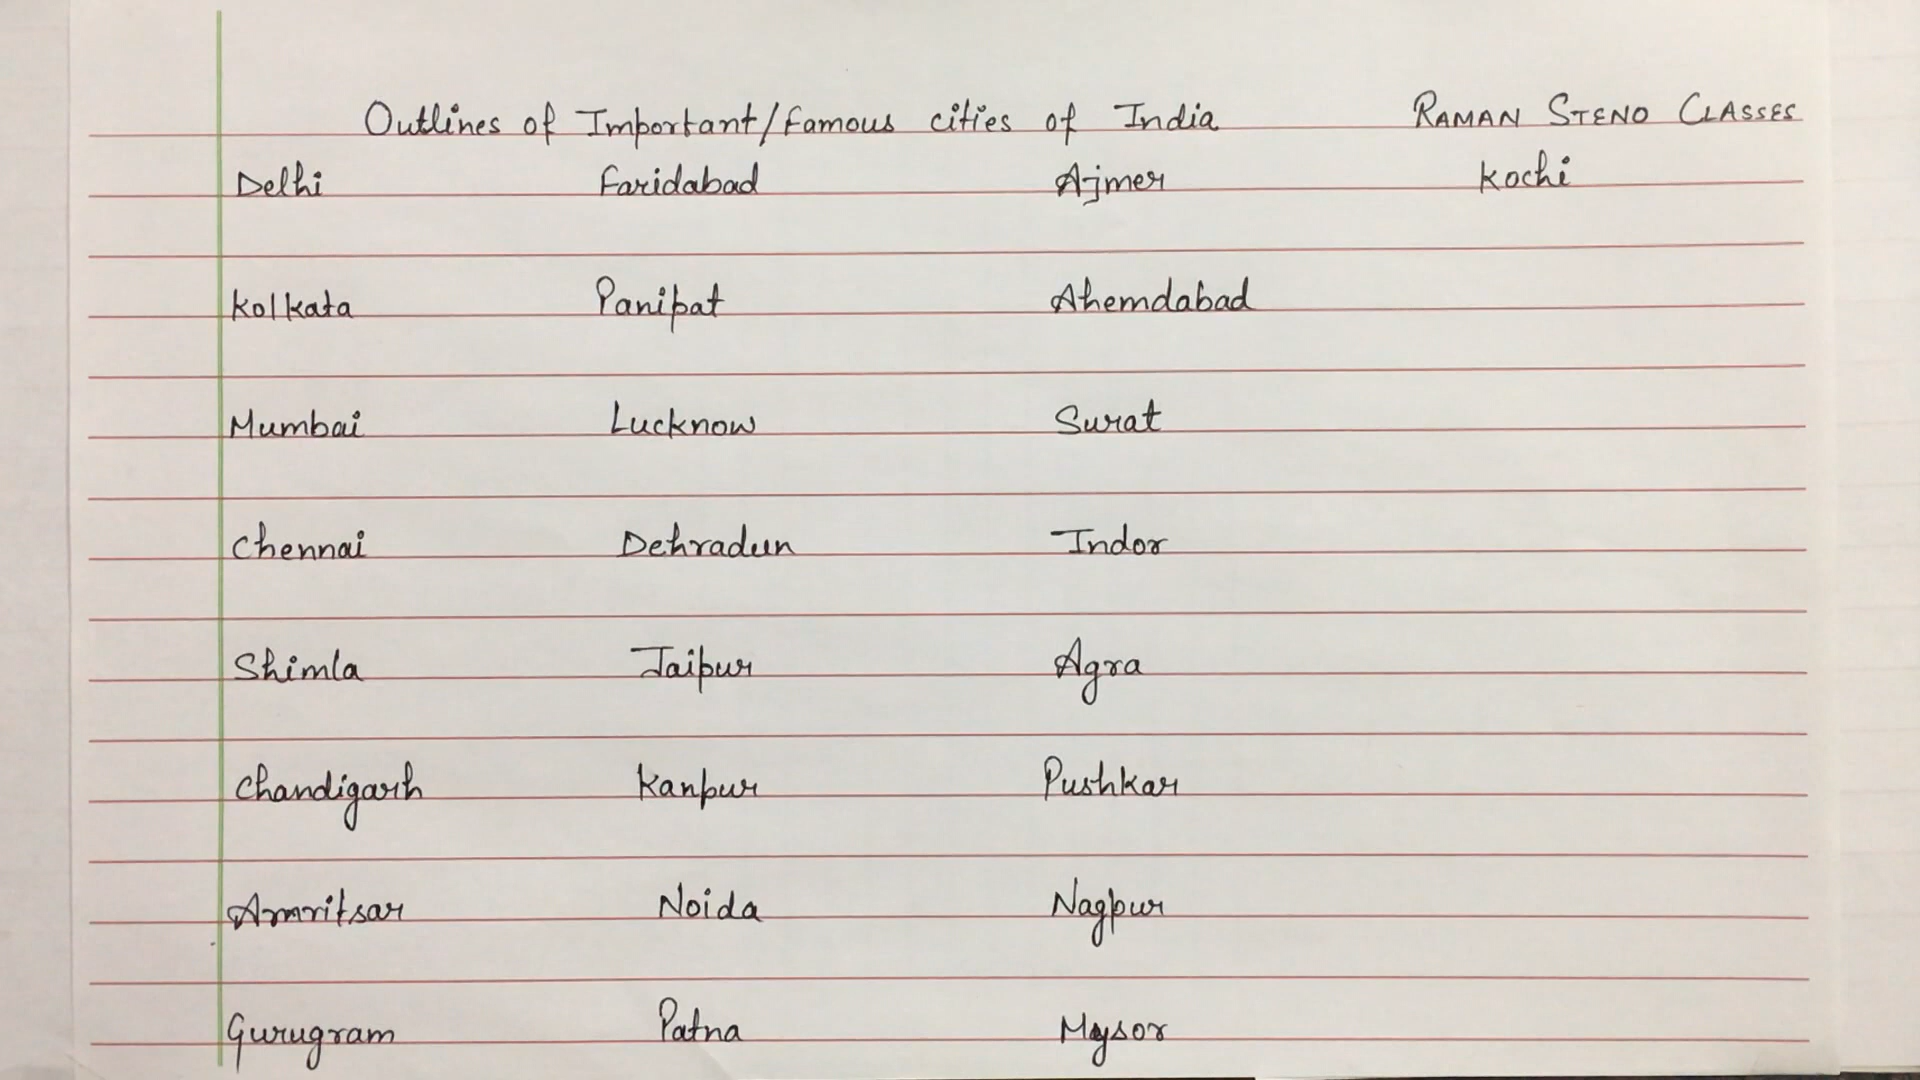 Outlines of Important/famous cities of India RAMAN STENO CLASSES
Delhi Faridabad Ajmer Kochi
Kolkata Panipat Ahemdabad
Mumbai Lucknow Surat
Chennai Dehradun Indor
Shimla Jaipur Agra
Chandigarh Kanpur Pushkar
Amritsar Noida Nagpur
Gurugram Patna Mysor